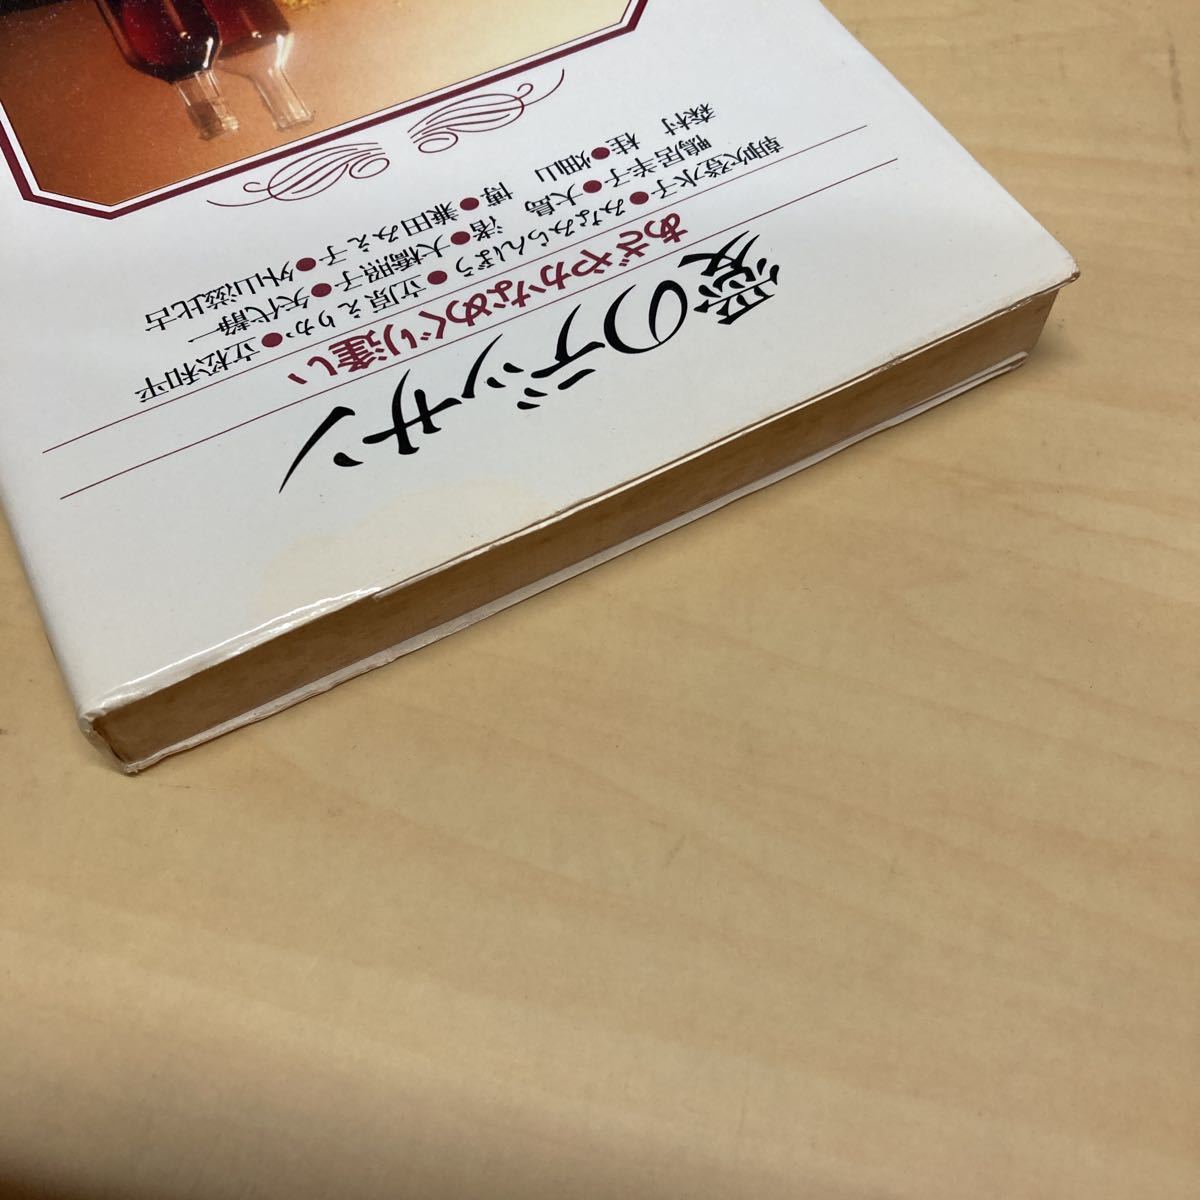 愛のデッサン
あざやかなめぐり逢い
朝吹登水子●みなみらんぼう●立原えりか●立松和平
鴨居羊子●大島 渚●大橋照子●矢代静一
森村 桂●畑山 博●兼田みえ子●外山滋比古